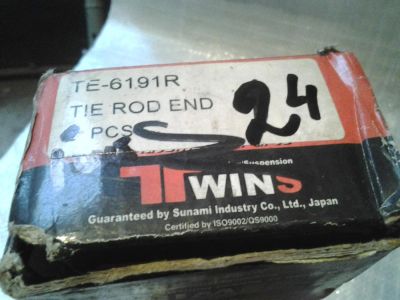 TE-6191R
TIE ROD END
24
PCS
Suspension
TWINS
Guaranteed by Sunami Industry Co., Ltd., Japan
Certified by ISO9002/QS9000